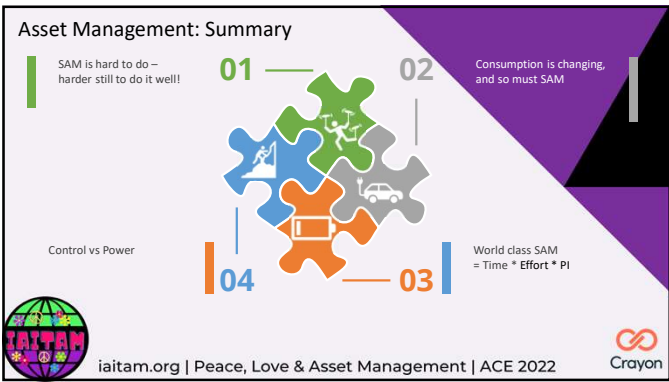 Asset Management: Summary
SAM is hard to do –
harder still to do it well!
01
02
Consumption is changing,
and so must SAM
Control vs Power
04
03
World class SAM
= Time * Effort * PI
IAITAM
iaitam.org | Peace, Love & Asset Management | ACE 2022
Crayon